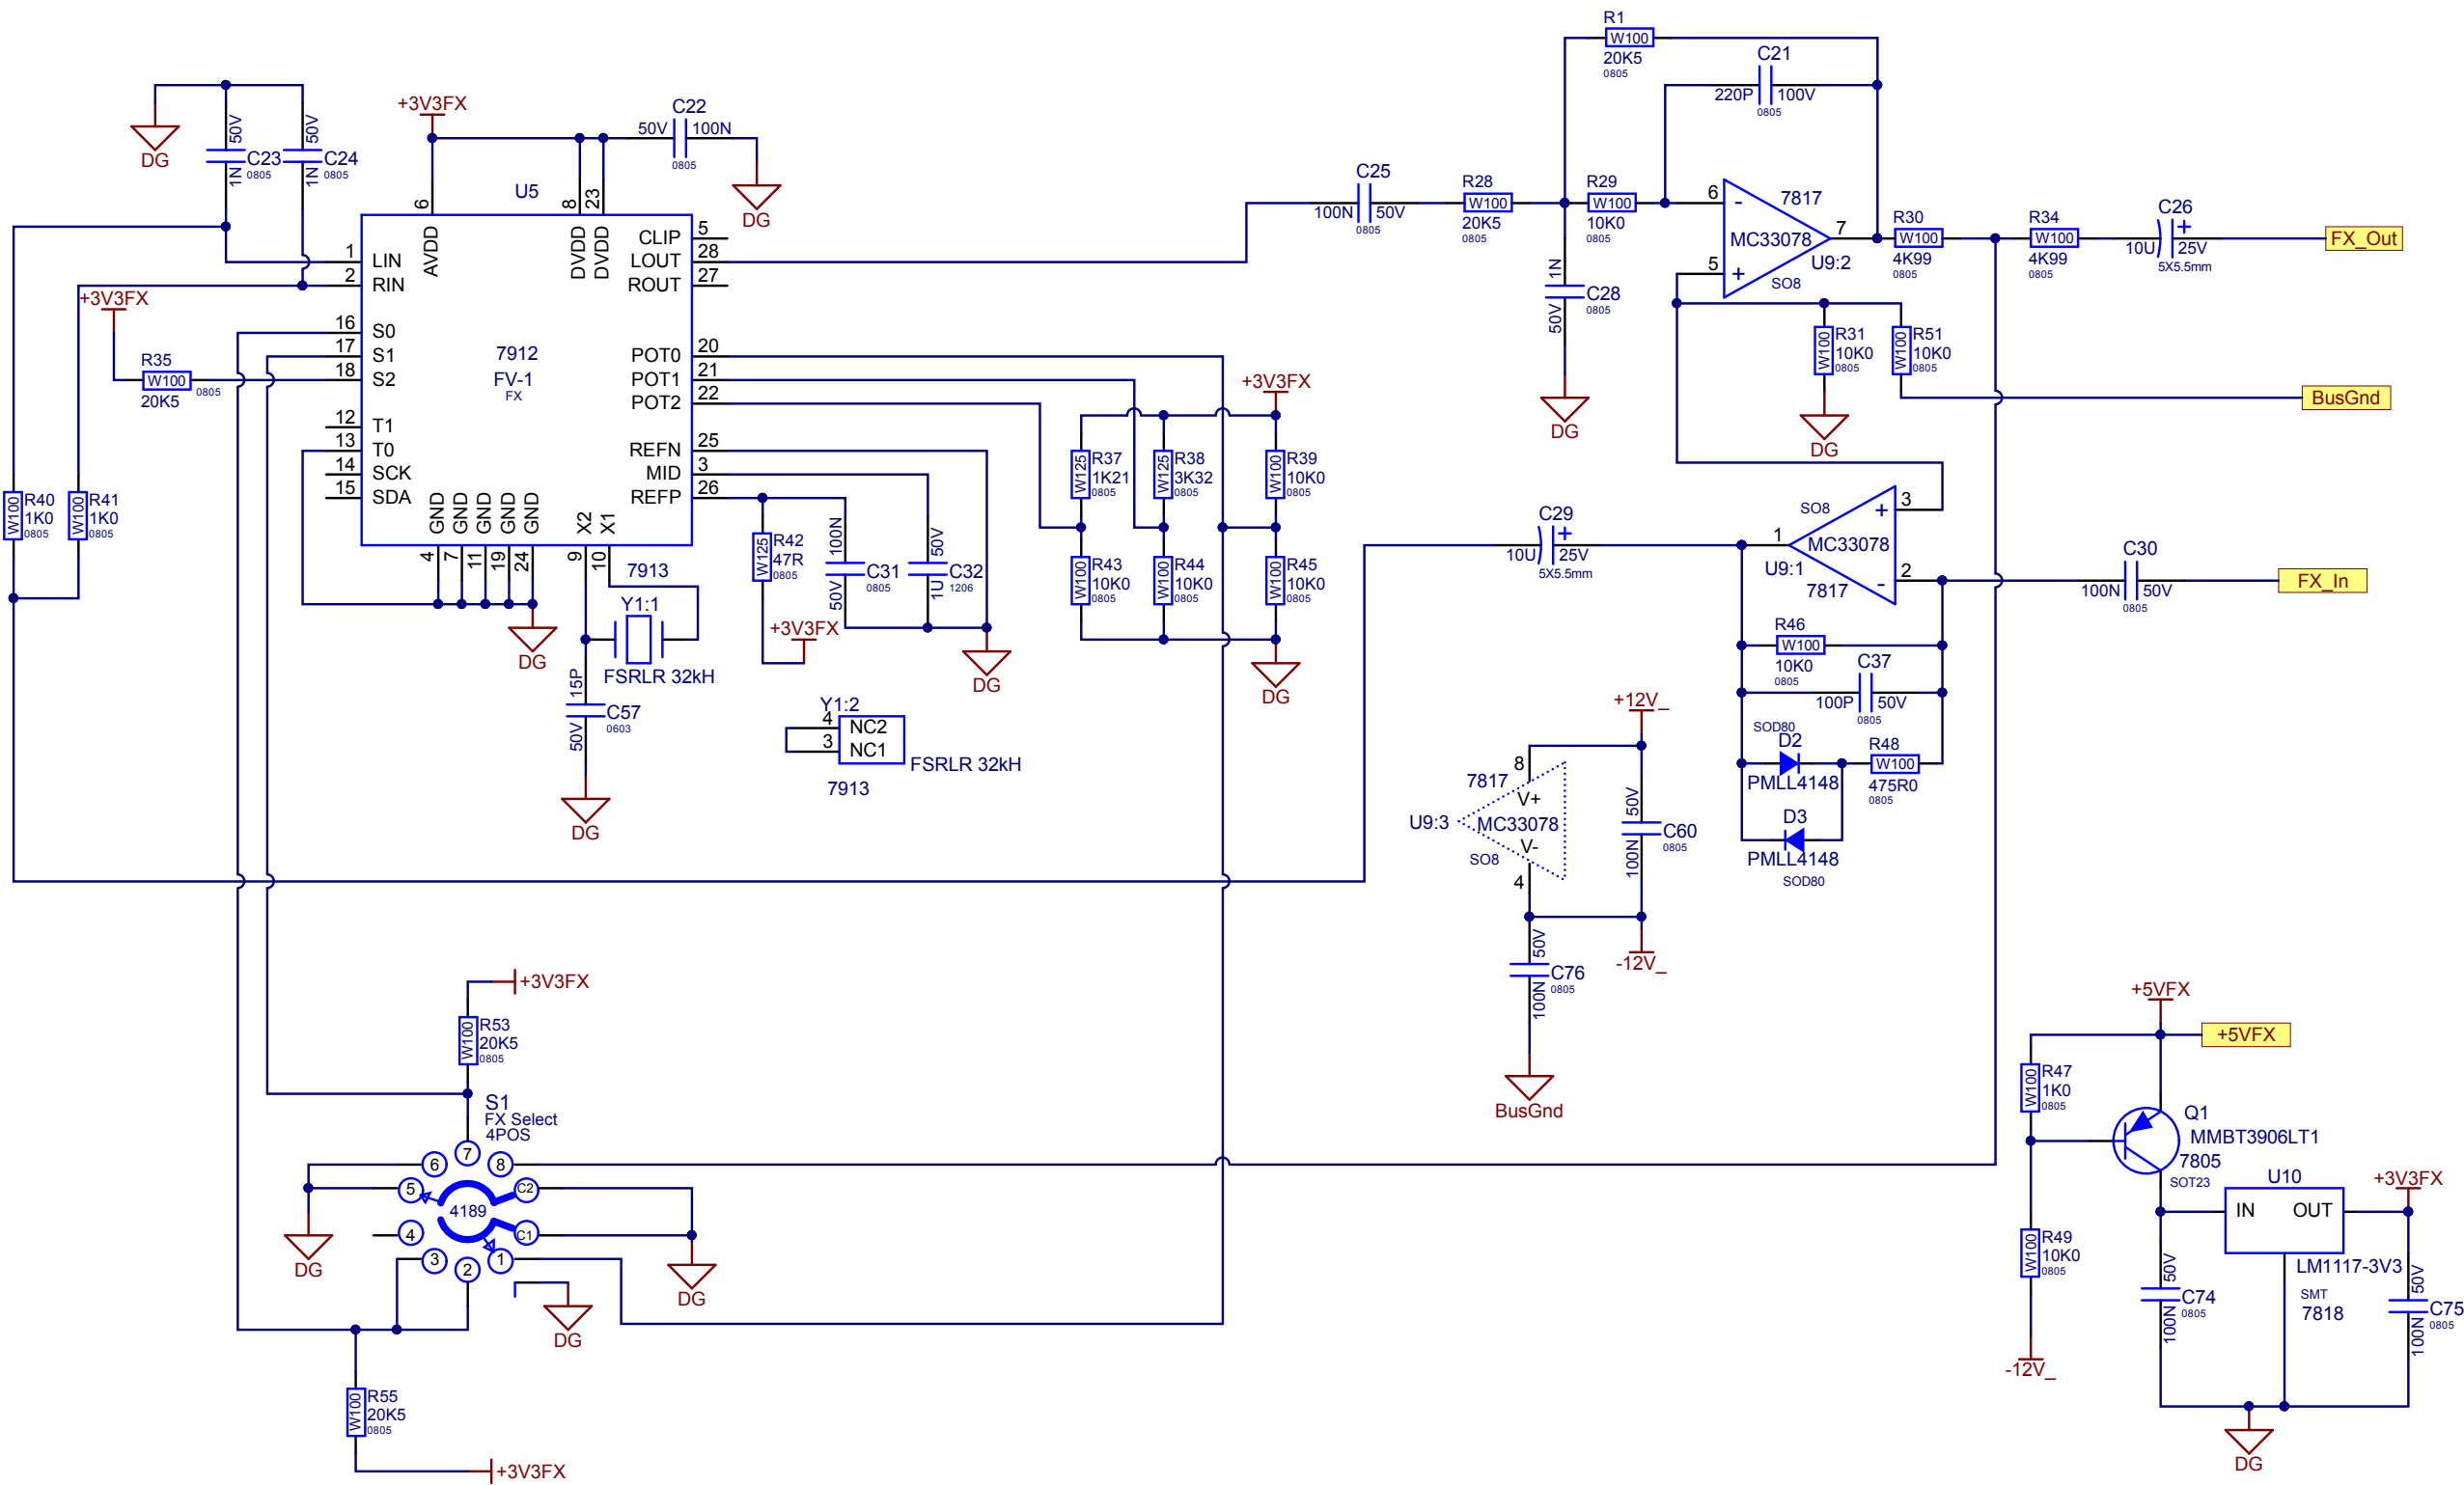 R1
W100
20K5
0805
C21
220P 100V
0805
50V
1N
C23
0805
50V
1N
C24
0805
DG
+3V3FX
C22
50V 100N
0805
DG
U5
6
8
23
AVDD
DVDD
DVDD
CLIP
5
LOUT
28
ROUT
27
1
LIN
2
RIN
+3V3FX
16
S0
17
S1
18
S2
R35
W100
20K5
0805
7912
FV-1
FX
POT0
20
POT1
21
POT2
22
12
T1
13
T0
14
SCK
15
SDA
REFN
25
MID
3
REFP
26
GND
GND
GND
GND
GND
X2
X1
4
7
11
19
24
9
10
R40
W100
1K0
0805
R41
W100
1K0
0805
C25
100N 50V
0805
R28
W100
20K5
0805
R29
W100
10K0
0805
6
-
7817
MC33078
7
5
+
U9:2
SO8
R30
W100
4K99
0805
R34
W100
4K99
0805
C26
10U + 25V
5X5.5mm
FX_Out
50V
1N
C28
0805
DG
R31
W100
10K0
0805
R51
W100
10K0
0805
DG
BusGnd
+3V3FX
R37
W125
1K21
0805
R38
W125
3K32
0805
R39
W100
10K0
0805
R43
W100
10K0
0805
R44
W100
10K0
0805
R45
W100
10K0
0805
DG
R42
W125
47R
0805
100N
50V
C31
0805
50V
1U
C32
1206
+3V3FX
DG
DG
7913
Y1:1
FSRLR 32kH
15P
50V
C57
0603
DG
Y1:2
4
NC2
3
NC1
FSRLR 32kH
7913
C29
10U + 25V
5X5.5mm
SO8
3
+
1
MC33078
2
-
U9:1
7817
C30
100N 50V
0805
FX_In
R46
W100
10K0
0805
C37
100P 50V
0805
SOD80
D2
PMLL4148
R48
W100
475R0
0805
D3
PMLL4148
SOD80
+12V_
8
7817
V+
U9:3
MC33078
V-
SO8
4
50V
100N
C60
0805
-12V_
50V
100N
C76
0805
BusGnd
+3V3FX
R53
W100
20K5
0805
S1
FX Select
4POS
7
6
8
5
C2
4189
4
C1
3
2
1
DG
DG
DG
R55
W100
20K5
0805
+3V3FX
+5VFX
+5VFX
R47
W100
1K0
0805
Q1
MMBT3906LT1
7805
SOT23
R49
W100
10K0
0805
-12V_
U10
IN OUT
LM1117-3V3
SMT
7818
+3V3FX
50V
100N
C74
0805
50V
100N
C75
0805
DG